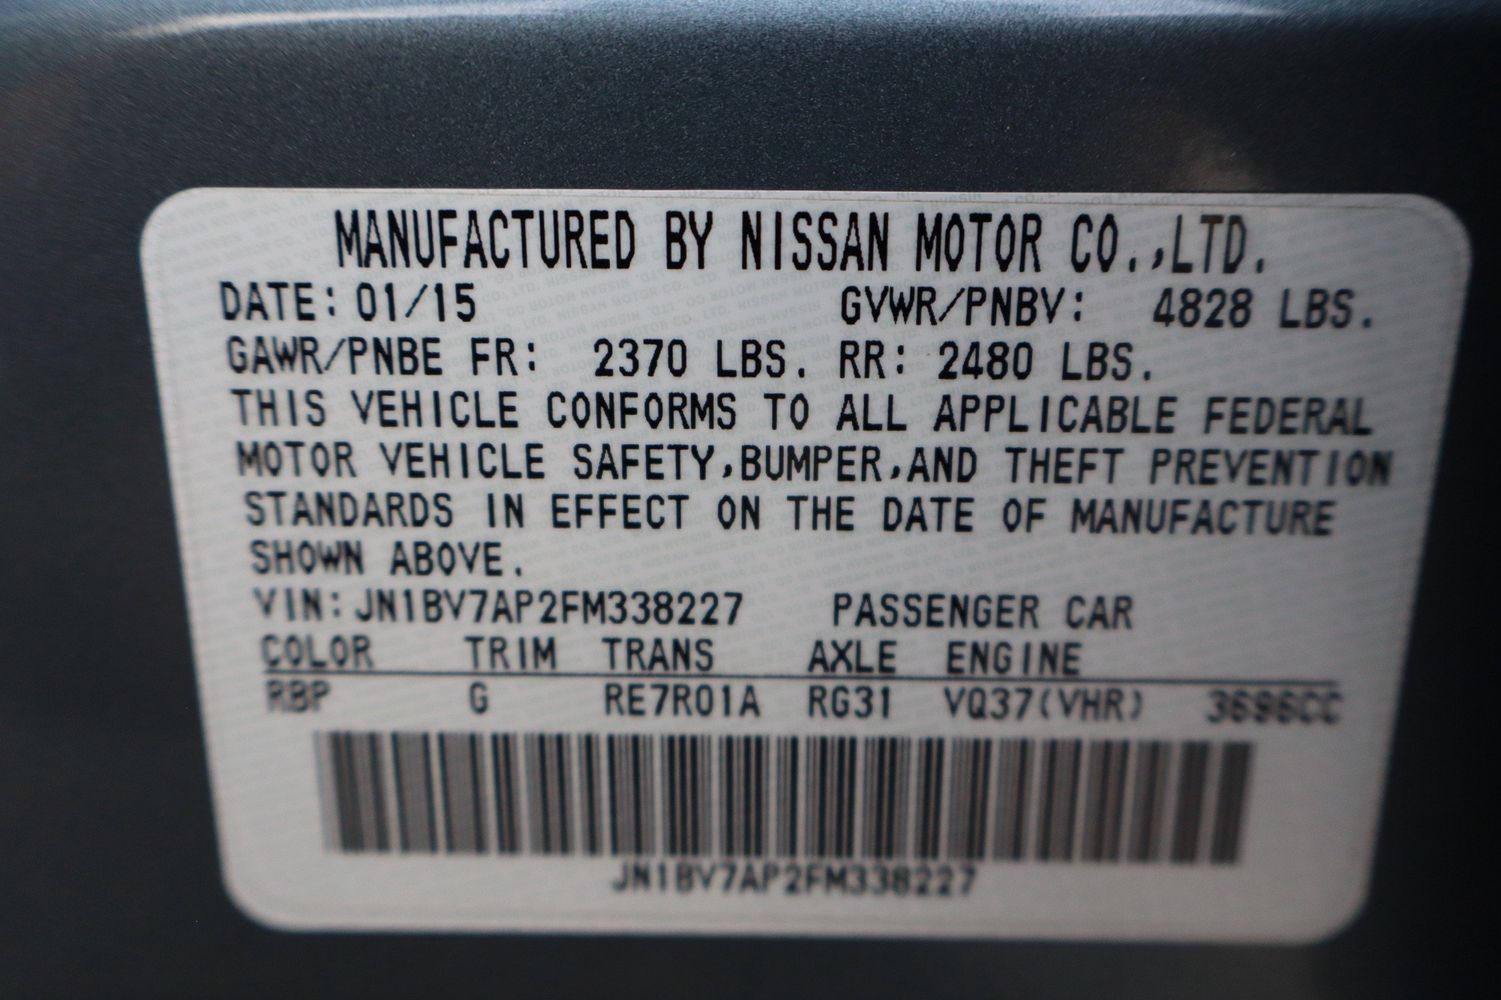 MANUFACTURED BY NISSAN MOTOR CO.,LTD.
DATE: 01/15 GVWR/PNBV: 4828 LBS.
GAWR/PNBE FR: 2370 LBS. RR: 2480 LBS.
THIS VEHICLE CONFORMS TO ALL APPLICABLE FEDERAL
MOTOR VEHICLE SAFETY,BUMPER,AND THEFT PREVENTION
STANDARDS IN EFFECT ON THE DATE OF MANUFACTURE
SHOWN ABOVE.
VIN: JN1BV7AP2FM338227 PASSENGER CAR
COLOR TRIM TRANS AXLE ENGINE
RBP G RE7R01A RG31 VQ37(VHR) 3696CC
JN1BV7AP2FM338227